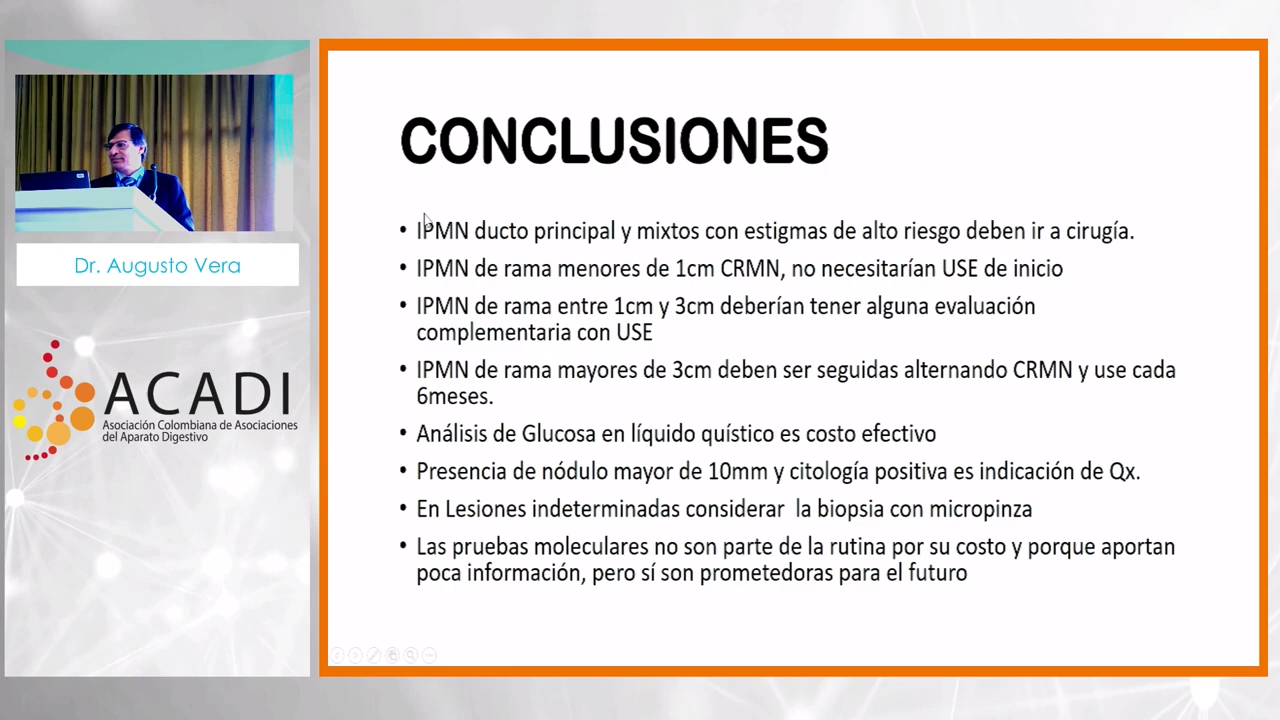 Dr. Augusto Vera
ACADI
Asociación Colombiana de Asociaciones
del Aparato Digestivo
CONCLUSIONES
• IPMN ducto principal y mixtos con estigmas de alto riesgo deben ir a cirugía.
• IPMN de rama menores de 1cm CRMN, no necesitarían USE de inicio
• IPMN de rama entre 1cm y 3cm deberían tener alguna evaluación
complementaria con USE
• IPMN de rama mayores de 3cm deben ser seguidas alternando CRMN y use cada
6meses.
• Análisis de Glucosa en líquido quístico es costo efectivo
• Presencia de nódulo mayor de 10mm y citología positiva es indicación de Qx.
• En Lesiones indeterminadas considerar  la biopsia con micropinza
• Las pruebas moleculares no son parte de la rutina por su costo y porque aportan
poca información, pero sí son prometedoras para el futuro